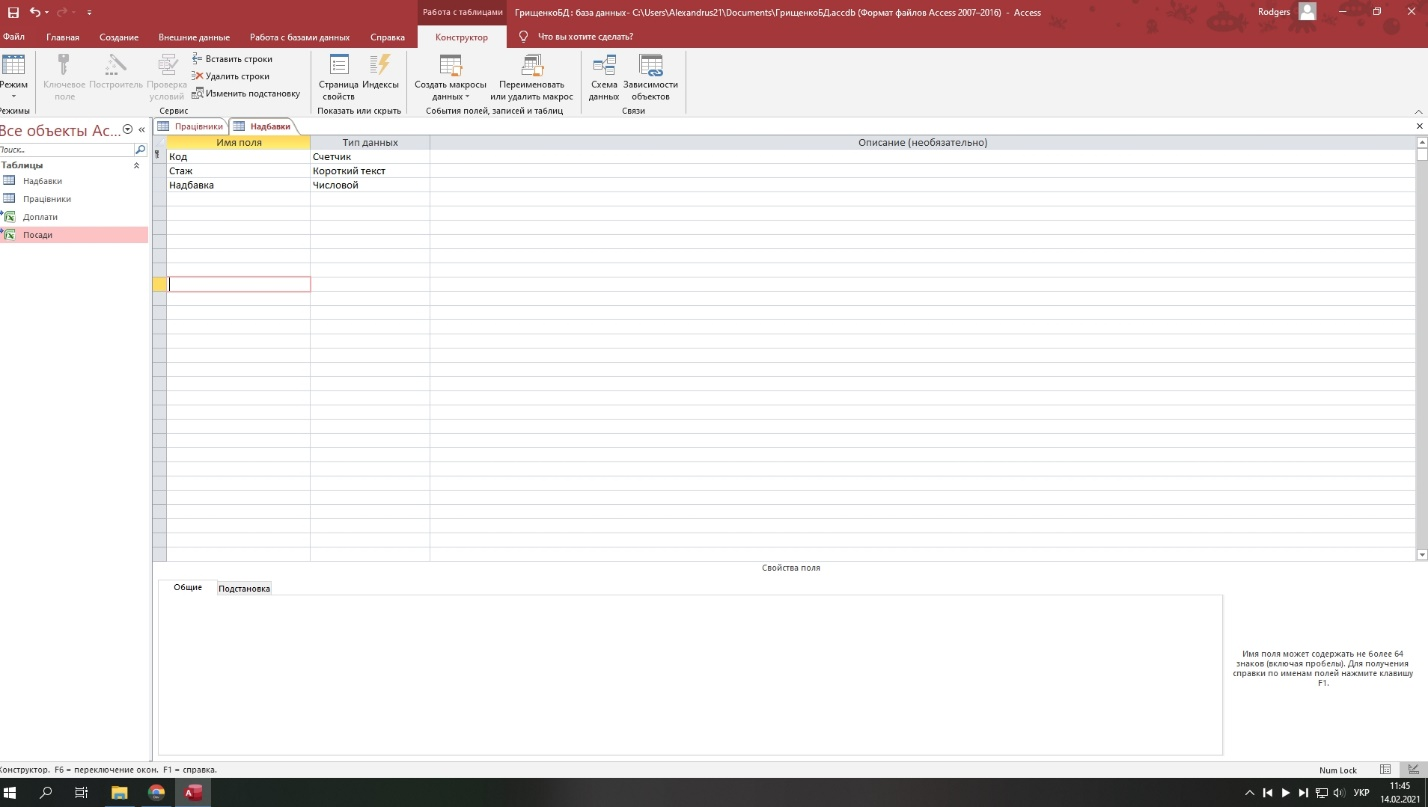 Работа с таблицами
ГрищенкоБД : база данных- C:\Users\Alexandrus21\Documents\ГрищенкоБД.accdb (Формат файлов Access 2007–2016) - Access
Rodgers
Файл Главная Создание Внешние данные Работа с базами данных Справка Конструктор Что вы хотите сделать?
Режим
Ключевое поле
Построитель
Проверка условий
Вставить строки
Удалить строки
Изменить подстановку
Страница свойств
Индексы
Создать макросы данных
Переименовать или удалить макрос
Схема данных
Зависимости объектов
Режимы Сервис Показать или скрыть События полей, записей и таблиц Связи
Все объекты Ac... «
Поиск...
Таблицы
Надбавки
Працівники
Доплати
Посади
Працівники Надбавки
Имя поля Тип данных Описание (необязательно)
Код Счетчик
Стаж Короткий текст
Надбавка Числовой
Свойства поля
Общие Подстановка
Имя поля может содержать не более 64
знаков (включая пробелы). Для получения
справки по именам полей нажмите клавишу
F1.
Конструктор. F6 = переключение окон. F1 = справка.
Num Lock
УКР
11:45
14.02.2021